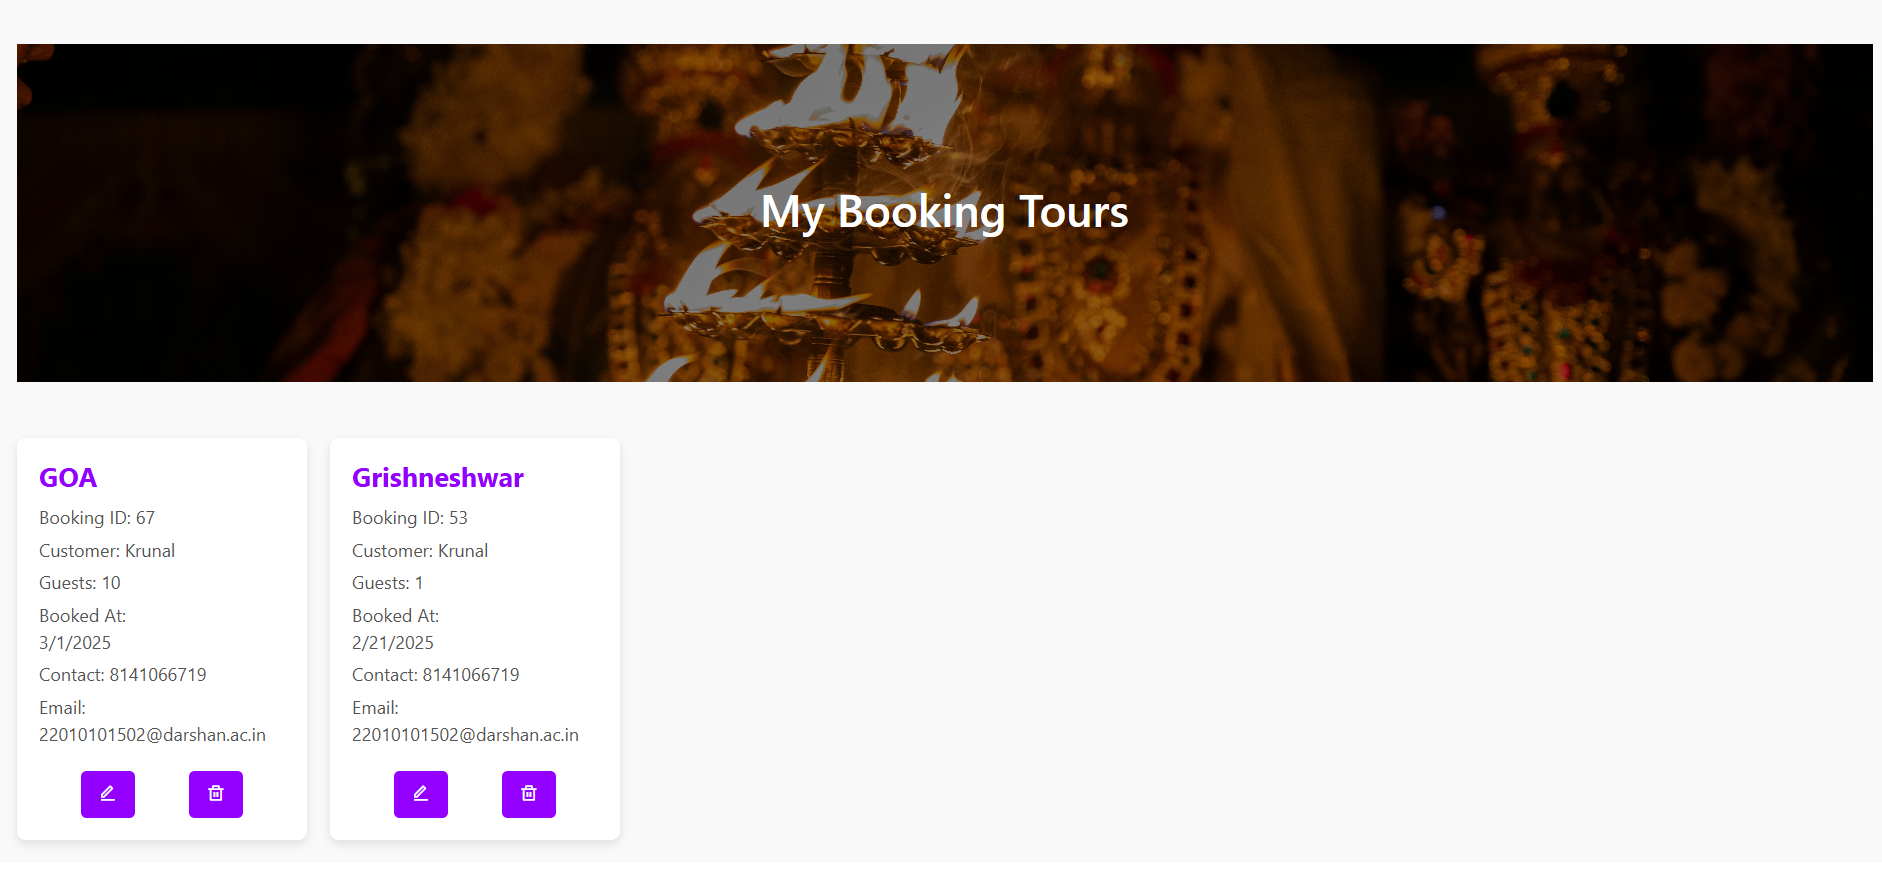 My Booking Tours
GOA
Booking ID: 67
Customer: Krunal
Guests: 10
Booked At:
3/1/2025
Contact: 8141066719
Email:
22010101502@darshan.ac.in
Grishneshwar
Booking ID: 53
Customer: Krunal
Guests: 1
Booked At:
2/21/2025
Contact: 8141066719
Email:
22010101502@darshan.ac.in